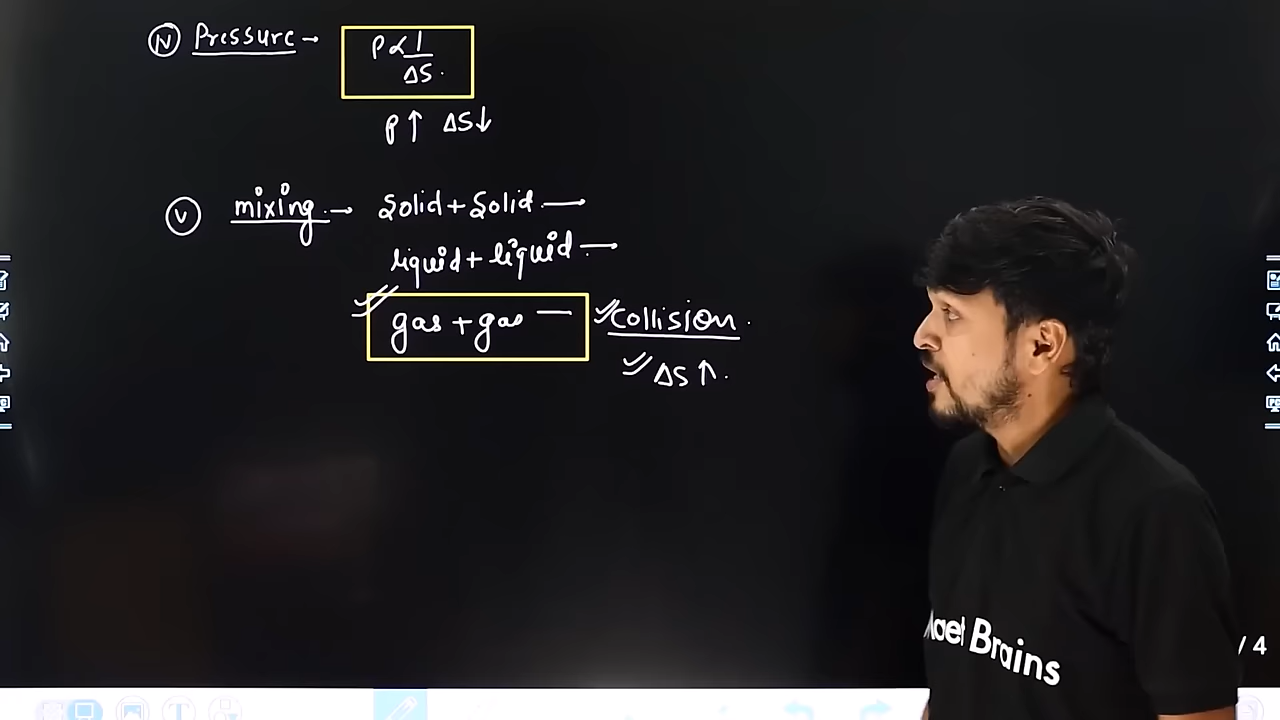 (IV) Pressure → P ∝ 1/ΔS.
P ↑ ΔS↓
(V) mixing. → Solid + Solid. →
liquid + liquid →
gas + gas — Collision.
ΔS ↑.
Brains
/ 4